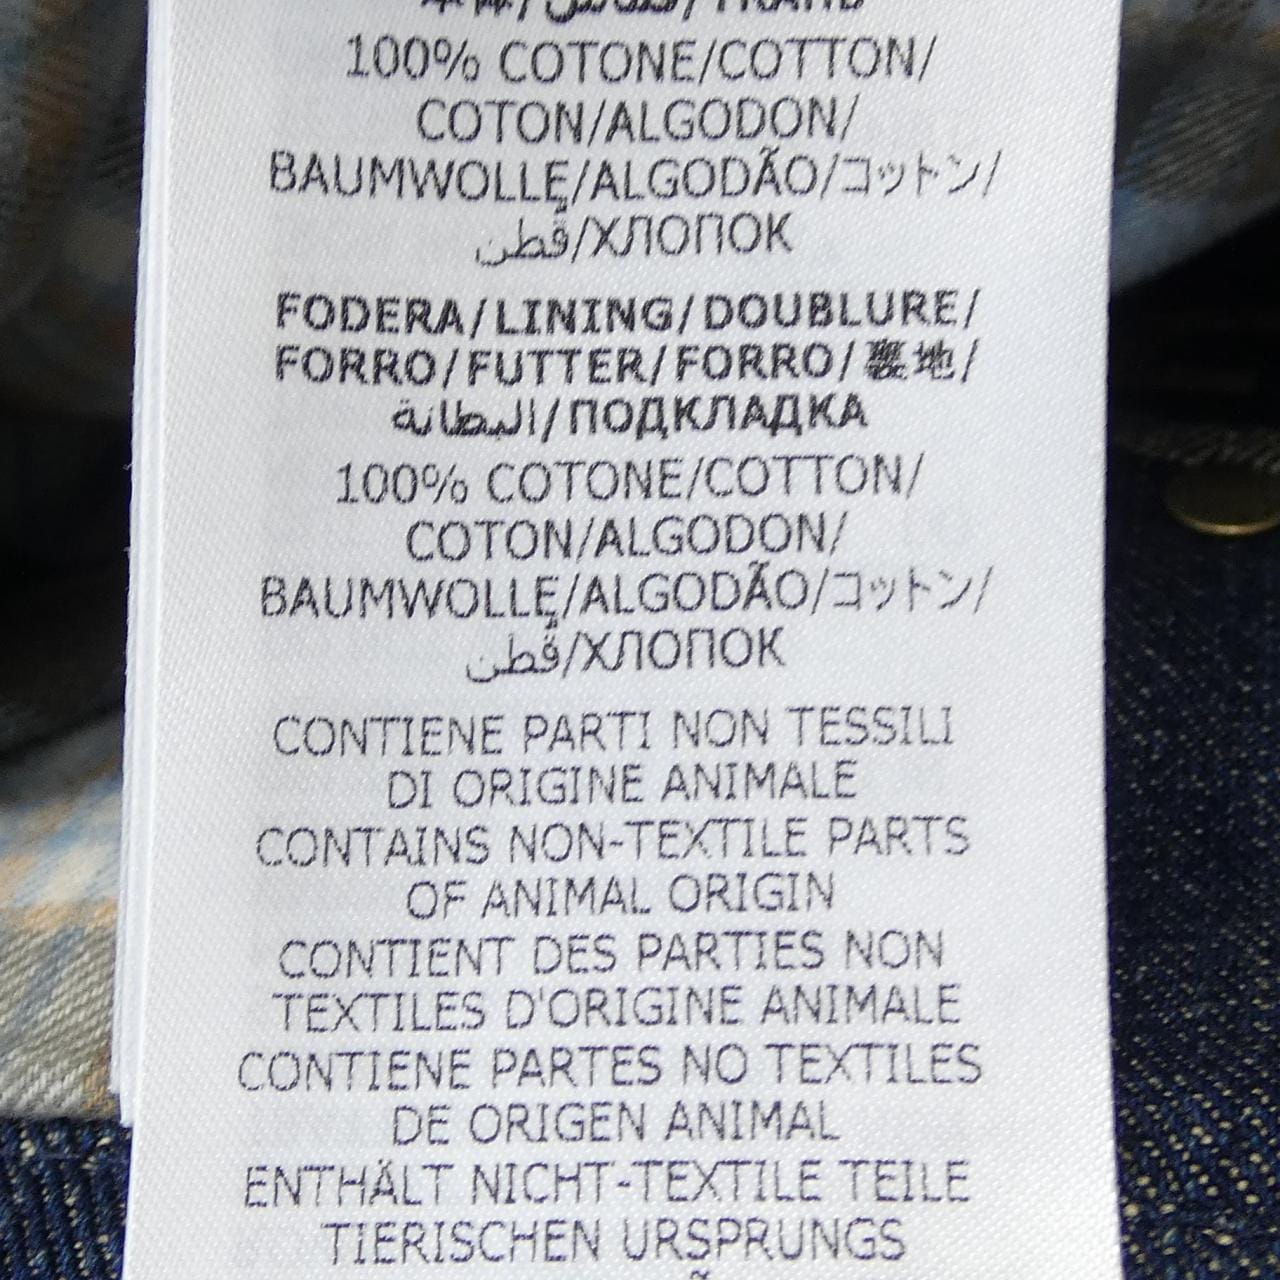 100% COTONE/COTTON/
COTON/ALGODON/
BAUMWOLLE/ALGODÃO/コットン/
قُطن/ХЛОПОК
FODERA/LINING/DOUBLURE/
FORRO/FUTTER/FORRO/裏地/
البطانة/ПОДКЛАДКА
100% COTONE/COTTON/
COTON/ALGODON/
BAUMWOLLE/ALGODÃO/コットン/
قُطن/ХЛОПОК
CONTIENE PARTI NON TESSILI
DI ORIGINE ANIMALE
CONTAINS NON-TEXTILE PARTS
OF ANIMAL ORIGIN
CONTIENT DES PARTIES NON
TEXTILES D'ORIGINE ANIMALE
CONTIENE PARTES NO TEXTILES
DE ORIGEN ANIMAL
ENTHÄLT NICHT-TEXTILE TEILE
TIERISCHEN URSPRUNGS